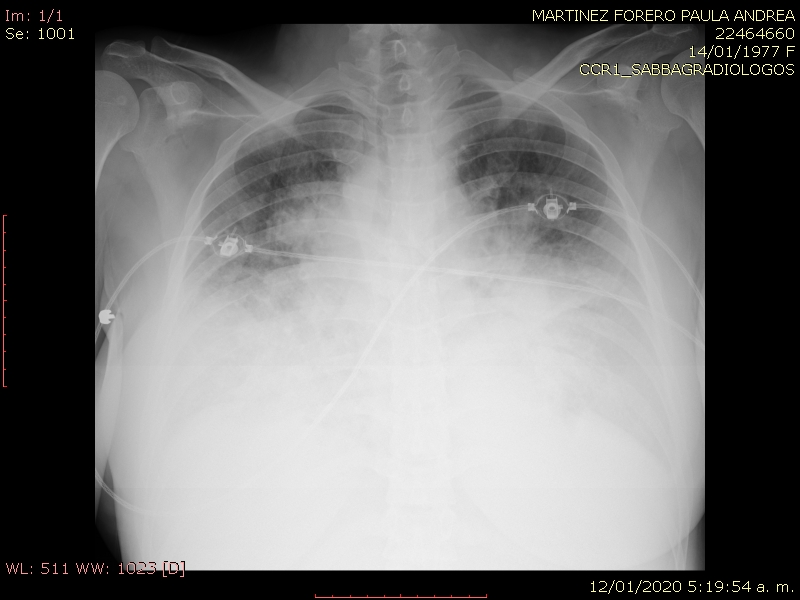 Im: 1/1
Se: 1001
MARTINEZ FORERO PAULA ANDREA
22464660
14/01/1977 F
CCR1_SABBAGRADIOLOGOS
WL: 511 WW: 1023 [D]
12/01/2020 5:19:54 a. m.